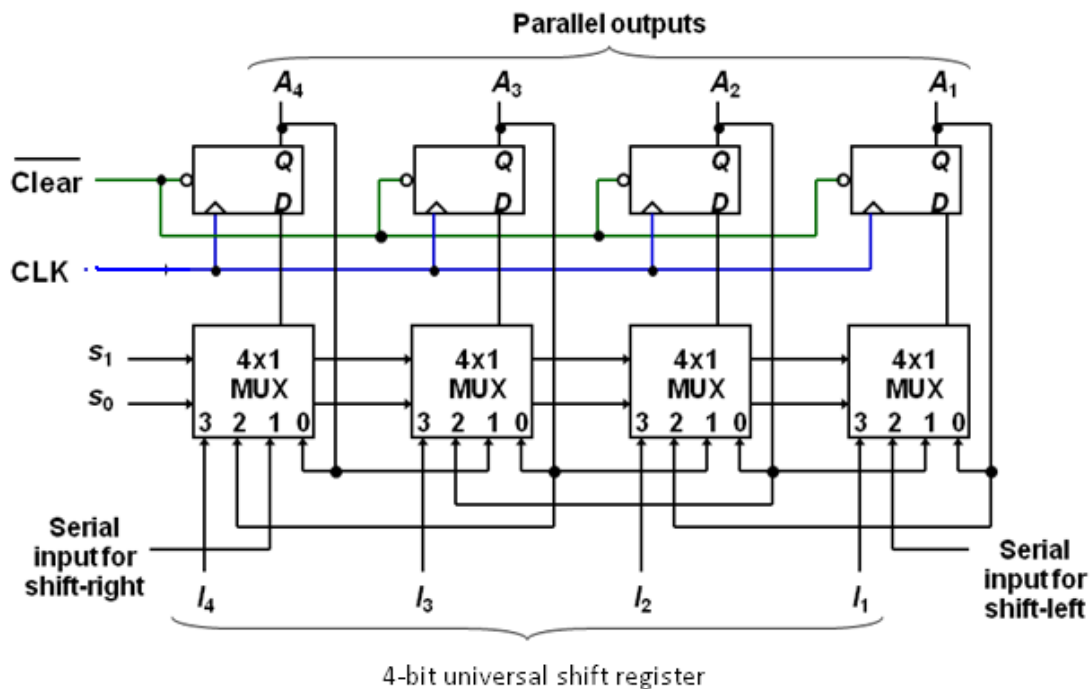 Parallel outputs
A4 A3 A2 A1
Clear
Q Q Q Q
D D D D
CLK
s1
s0
4x1 MUX
3 2 1 0
4x1 MUX
3 2 1 0
4x1 MUX
3 2 1 0
4x1 MUX
3 2 1 0
Serial
input for
shift-right
I4 I3 I2 I1
Serial
input for
shift-left
4-bit universal shift register